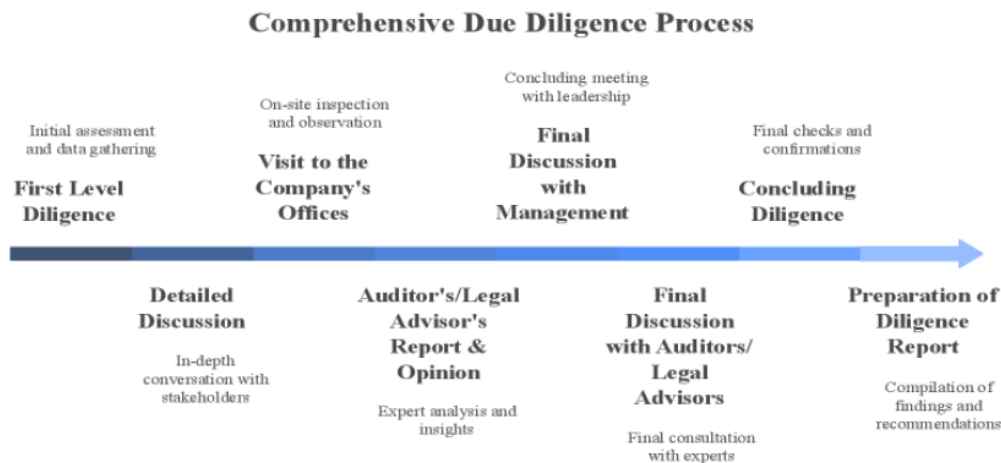 Comprehensive Due Diligence Process
Initial assessment
and data gathering
First Level
Diligence
Detailed
Discussion
In-depth
conversation with
stakeholders
On-site inspection
and observation
Visit to the
Company's
Offices
Auditor's/Legal
Advisor's
Report &
Opinion
Expert analysis and
insights
Concluding meeting
with leadership
Final
Discussion
with
Management
Final
Discussion
with Auditors/
Legal
Advisors
Final consultation
with experts
Final checks and
confirmations
Concluding
Diligence
Preparation of
Diligence
Report
Compilation of
findings and
recommendations